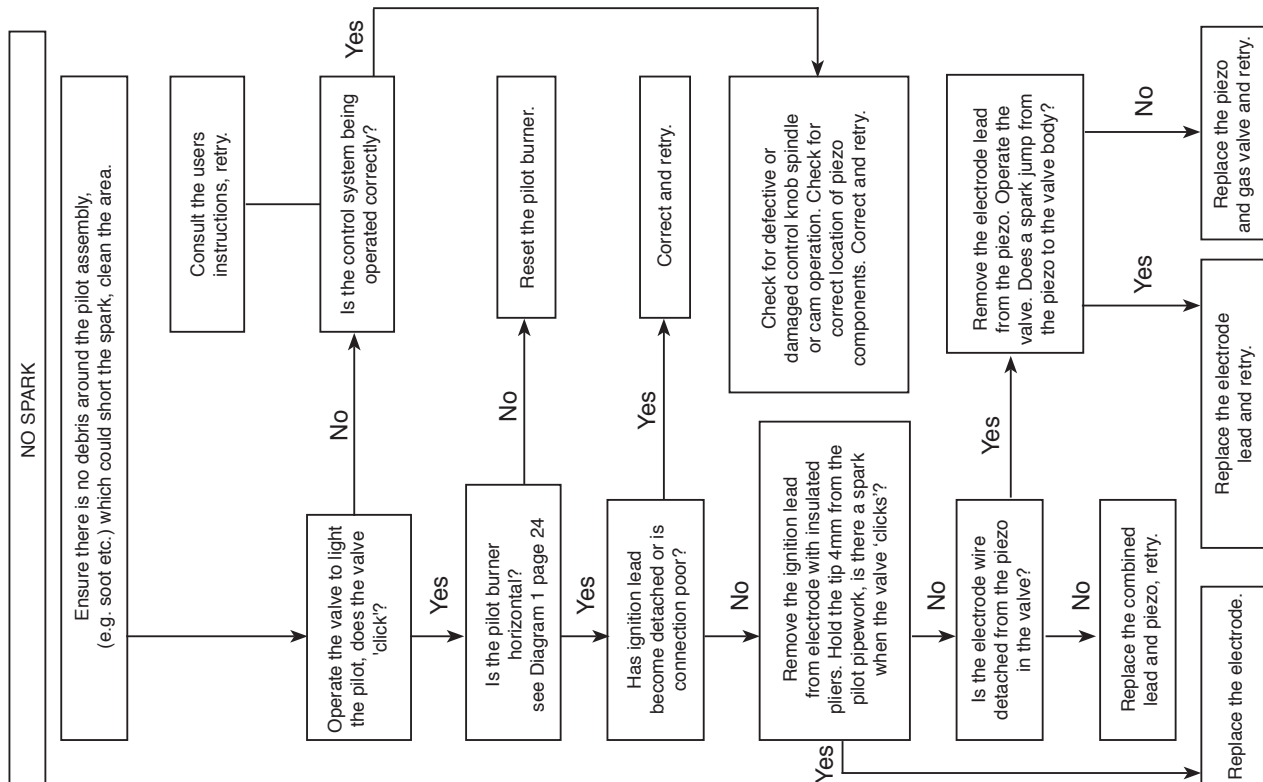 NO SPARK
Ensure there is no debris around the pilot assembly,
(e.g. soot etc.) which could short the spark, clean the area.
Operate the valve to light
the pilot, does the valve
'click'?
No
Is the control system being
operated correctly?
Consult the users
instructions, retry.
Yes
Check for defective or
damaged control knob spindle
or cam operation. Check for
correct location of piezo
components. Correct and retry.
Yes
Is the pilot burner
horizontal?
see Diagram 1 page 24
No
Reset the pilot burner.
Yes
Has ignition lead
become detached or is
connection poor?
Yes
Correct and retry.
No
Remove the ignition lead
from electrode with insulated
pliers. Hold the tip 4mm from the
pilot pipework, is there a spark
when the valve 'clicks'?
Yes
Replace the electrode.
No
Is the electrode wire
detached from the piezo
in the valve?
Yes
Remove the electrode lead
from the piezo. Operate the
valve. Does a spark jump from
the piezo to the valve body?
No
Replace the combined
lead and piezo, retry.
Yes
Replace the electrode
lead and retry.
No
Replace the piezo
and gas valve and retry.